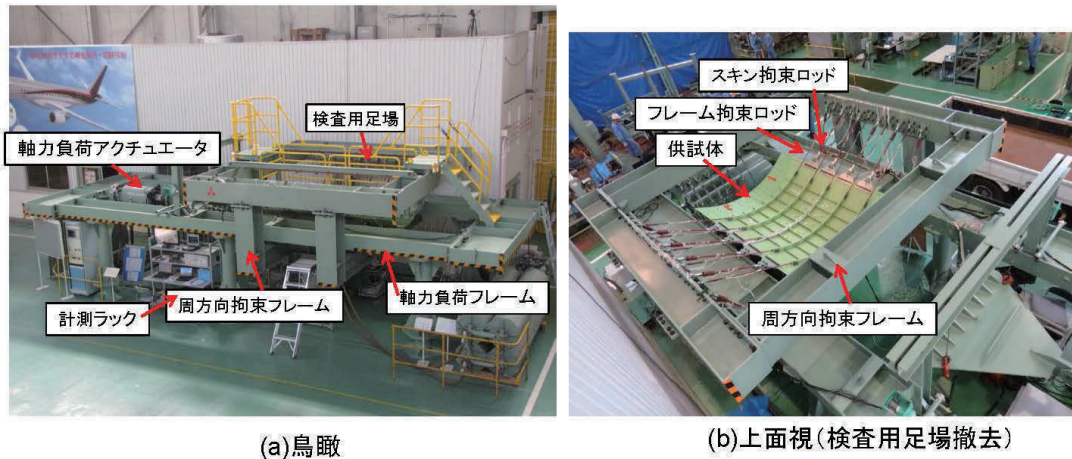 検査用足場
軸力負荷アクチュエータ
計測ラック
周方向拘束フレーム
軸力負荷フレーム
(a)鳥瞰
スキン拘束ロッド
フレーム拘束ロッド
供試体
周方向拘束フレーム
(b)上面視(検査用足場撤去)